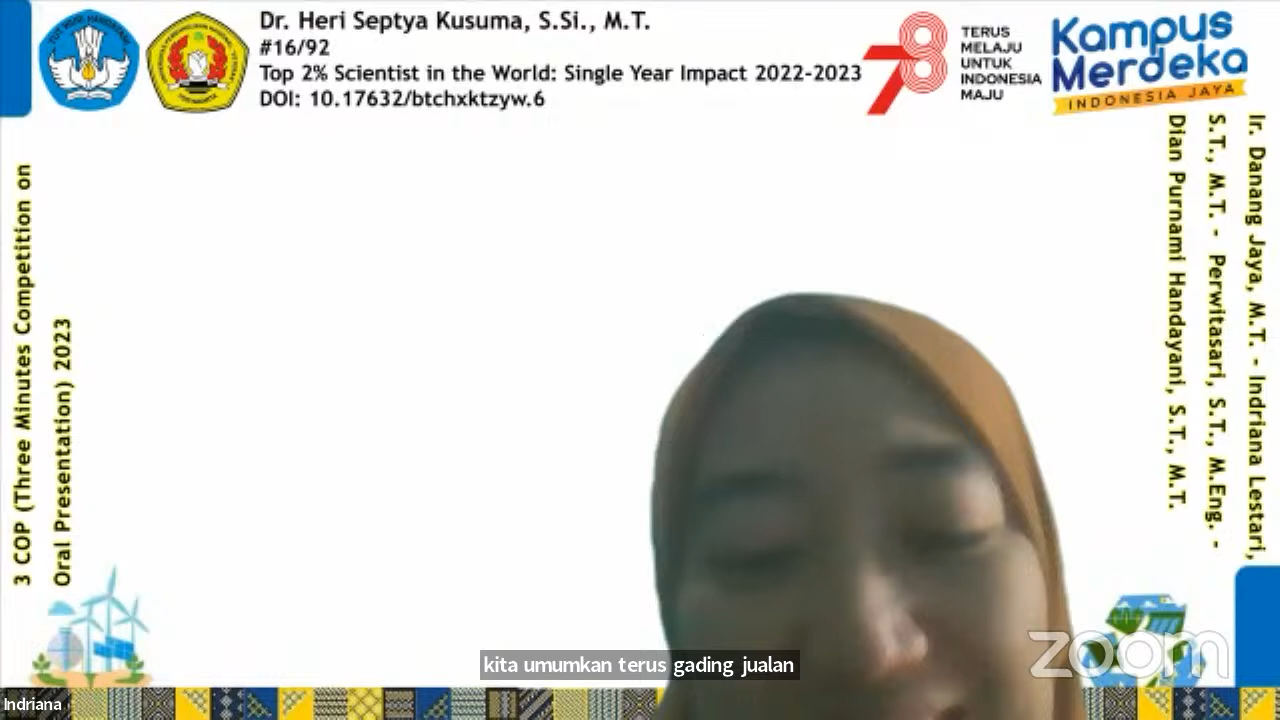 Dr. Heri Septya Kusuma, S.Si., M.T.
#16/92
Top 2% Scientist in the World: Single Year Impact 2022-2023
DOI: 10.17632/btchxktzyw.6
78
TERUS
MELAJU
UNTUK
INDONESIA
MAJU
Kampus
Merdeka
INDONESIA JAYA
3 COP (Three Minutes Competition on
Oral Presentation) 2023
Ir. Danang Jaya, M.T. - Indriana Lestari,
S.T., M.T. - Perwitasari, S.T., M.Eng. -
Dian Purnami Handayani, S.T., M.T.
zoom
kita umumkan terus gading jualan
Indriana